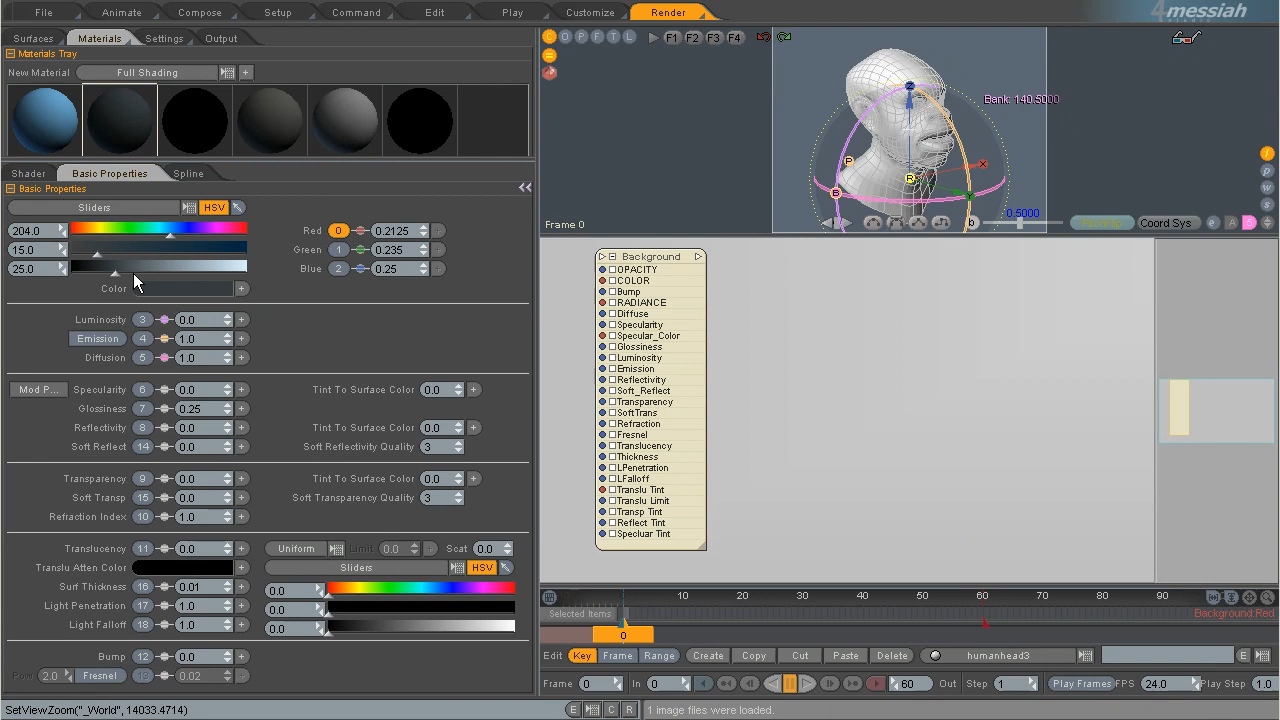 File Animate Compose Setup Command Edit Play Customize Render 4messiah
Surfaces Materials Settings Output
Materials Tray
New Material Full Shading +
Shader Basic Properties Spline
Basic Properties
Sliders HSV
204.0
15.0
25.0
Color +
Red 0 0.2125
Green 1 0.235
Blue 2 0.25
Luminosity 3 0.0 +
Emission 4 1.0 +
Diffusion 5 1.0 +
Mod P... Specularity 6 0.0 + Tint To Surface Color 0.0 +
Glossiness 7 0.25 +
Reflectivity 8 0.0 + Tint To Surface Color 0.0 +
Soft Reflect 14 0.0 + Soft Reflectivity Quality 3
Transparency 9 0.0 + Tint To Surface Color 0.0 +
Soft Transp 15 0.0 + Soft Transparency Quality 3
Refraction Index 10 1.0 +
Translucency 11 0.0 + Uniform Limit 0.0 + Scat 0.0
Translu Atten Color + Sliders HSV
Surf Thickness 16 0.01 + 0.0
Light Penetration 17 1.0 + 0.0
Light Falloff 18 1.0 + 0.0
Bump 12 0.0 +
Pow 2.0 Fresnel 13 0.02 +
C O P F T L F1 F2 F3 F4
Bank: 140.5000
P
B
R
Z
X
Y
0.5000
Frame 0 b Coord Sys e A S
i
p
w
s
Background
OPACITY
COLOR
Bump
RADIANCE
Diffuse
Specularity
Specular_Color
Glossiness
Luminosity
Emission
Reflectivity
Soft_Reflect
Transparency
SoftTrans
Refraction
Fresnel
Translucency
Thickness
LPenetration
LFalloff
Translu Tint
Translu Limit
Transp Tint
Reflect Tint
Specluar Tint
10 20 30 40 50 60 70 80 90
Selected Items Background:Red
0
Edit Key Frame Range Create Copy Cut Paste Delete humanhead3 E
Frame 0 In 0 60 Out Step 1 Play Frames FPS 24.0 Play Step 1.0
SetViewZoom("_World", 14033.4714) E C R 1 image files were loaded.